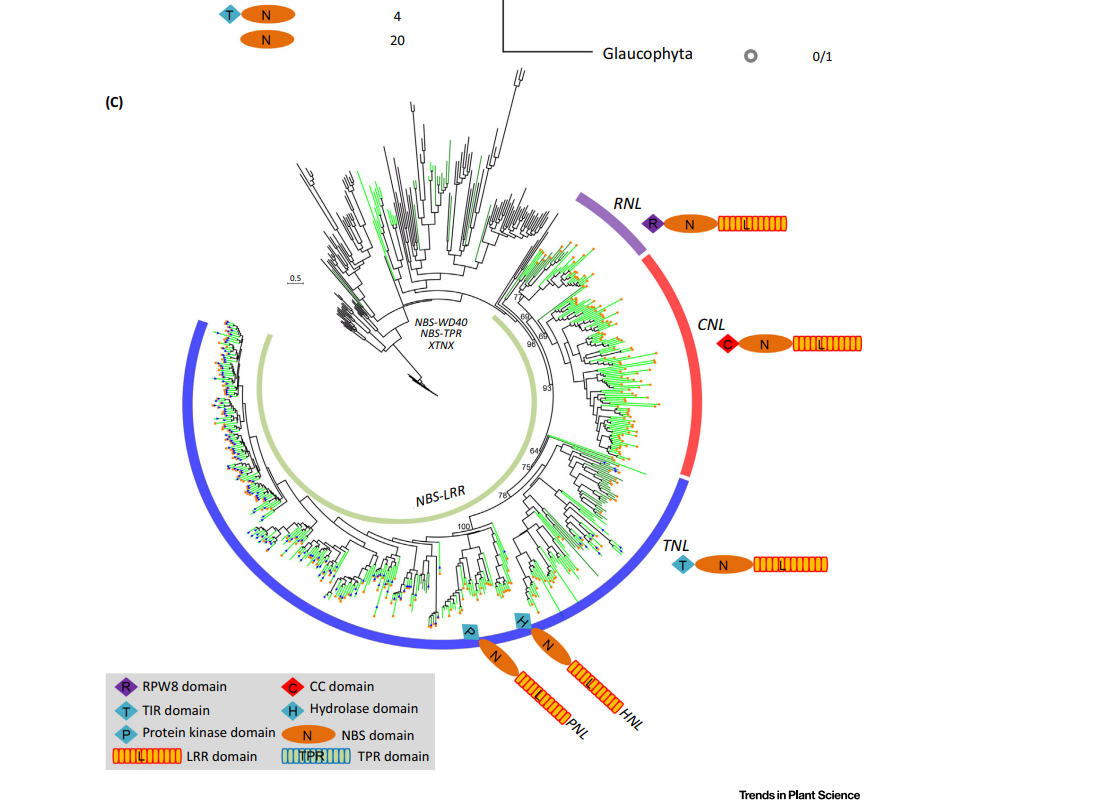 T N 4
N 20
Glaucophyta 0/1
(C)
RNL
R N L
0.5
77
NBS-WD40
NBS-TPR
XTNX
69
69
96
CNL
C N L
93
64
75
78
NBS-LRR
100
TNL
T N L
P N L PNL
H N L HNL
R RPW8 domain C CC domain
T TIR domain H Hydrolase domain
P Protein kinase domain N NBS domain
L LRR domain TPR TPR domain
Trends in Plant Science